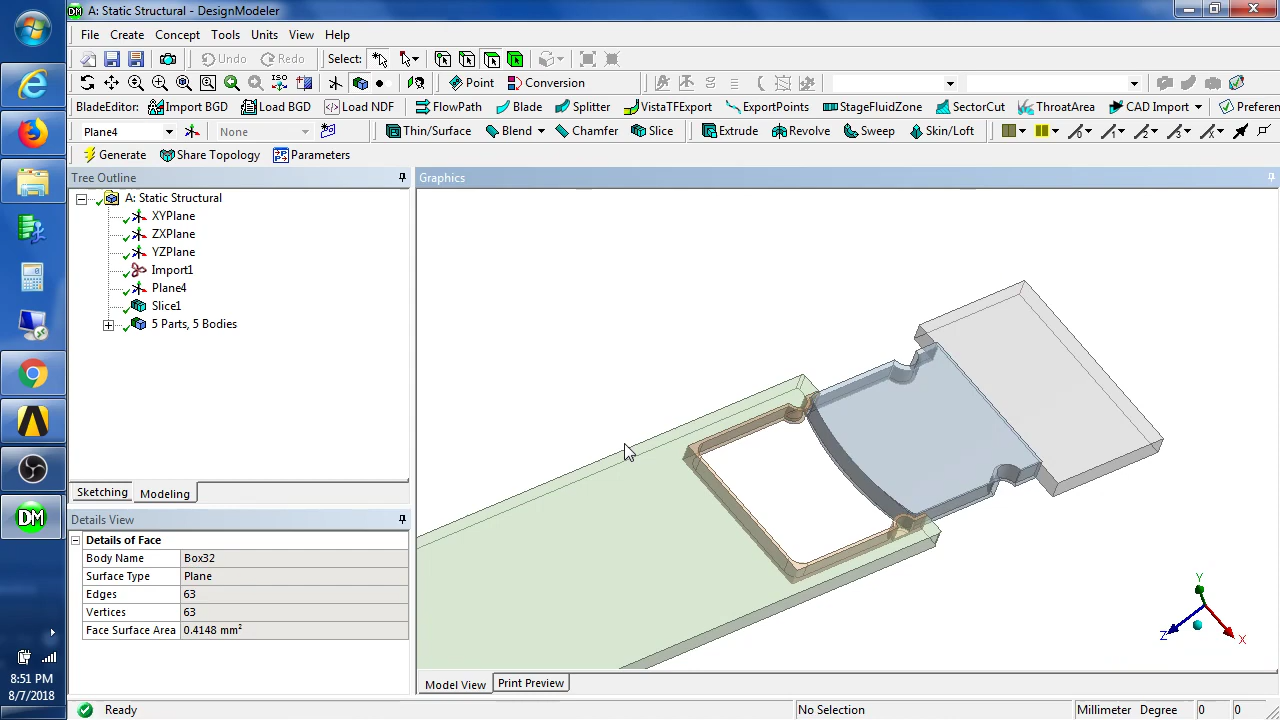 A: Static Structural - DesignModeler
File Create Concept Tools Units View Help
Undo Redo Select:
Point Conversion
BladeEditor: Import BGD Load BGD Load NDF FlowPath Blade Splitter VistaTFExport ExportPoints StageFluidZone SectorCut ThroatArea CAD Import Preferen
Plane4 None Thin/Surface Blend Chamfer Slice Extrude Revolve Sweep Skin/Loft
Generate Share Topology Parameters
Tree Outline
Graphics
A: Static Structural
XYPlane
ZXPlane
YZPlane
Import1
Plane4
Slice1
5 Parts, 5 Bodies
Sketching Modeling
Details View
Details of Face
Body Name Box32
Surface Type Plane
Edges 63
Vertices 63
Face Surface Area 0.4148 mm²
Y
Z
X
Model View Print Preview
Ready No Selection Millimeter Degree 0 0
DM
8:51 PM
8/7/2018